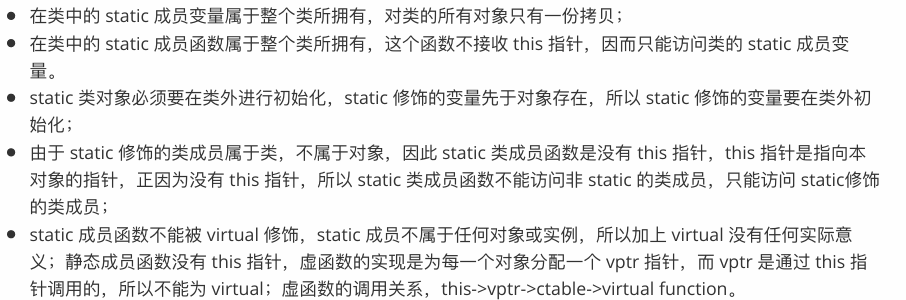 ● 在类中的 static 成员变量属于整个类所拥有，对类的所有对象只有一份拷贝；
● 在类中的 static 成员函数属于整个类所拥有，这个函数不接收 this 指针，因而只能访问类的 static 成员变
量。
● static 类对象必须要在类外进行初始化，static 修饰的变量先于对象存在，所以 static 修饰的变量要在类外初
始化；
● 由于 static 修饰的类成员属于类，不属于对象，因此 static 类成员函数是没有 this 指针，this 指针是指向本
对象的指针，正因为没有 this 指针，所以 static 类成员函数不能访问非 static 的类成员，只能访问 static修饰
的类成员；
● static 成员函数不能被 virtual 修饰，static 成员不属于任何对象或实例，所以加上 virtual 没有任何实际意
义；静态成员函数没有 this 指针，虚函数的实现是为每一个对象分配一个 vptr 指针，而 vptr 是通过 this 指
针调用的，所以不能为 virtual；虚函数的调用关系，this->vptr->ctable->virtual function。